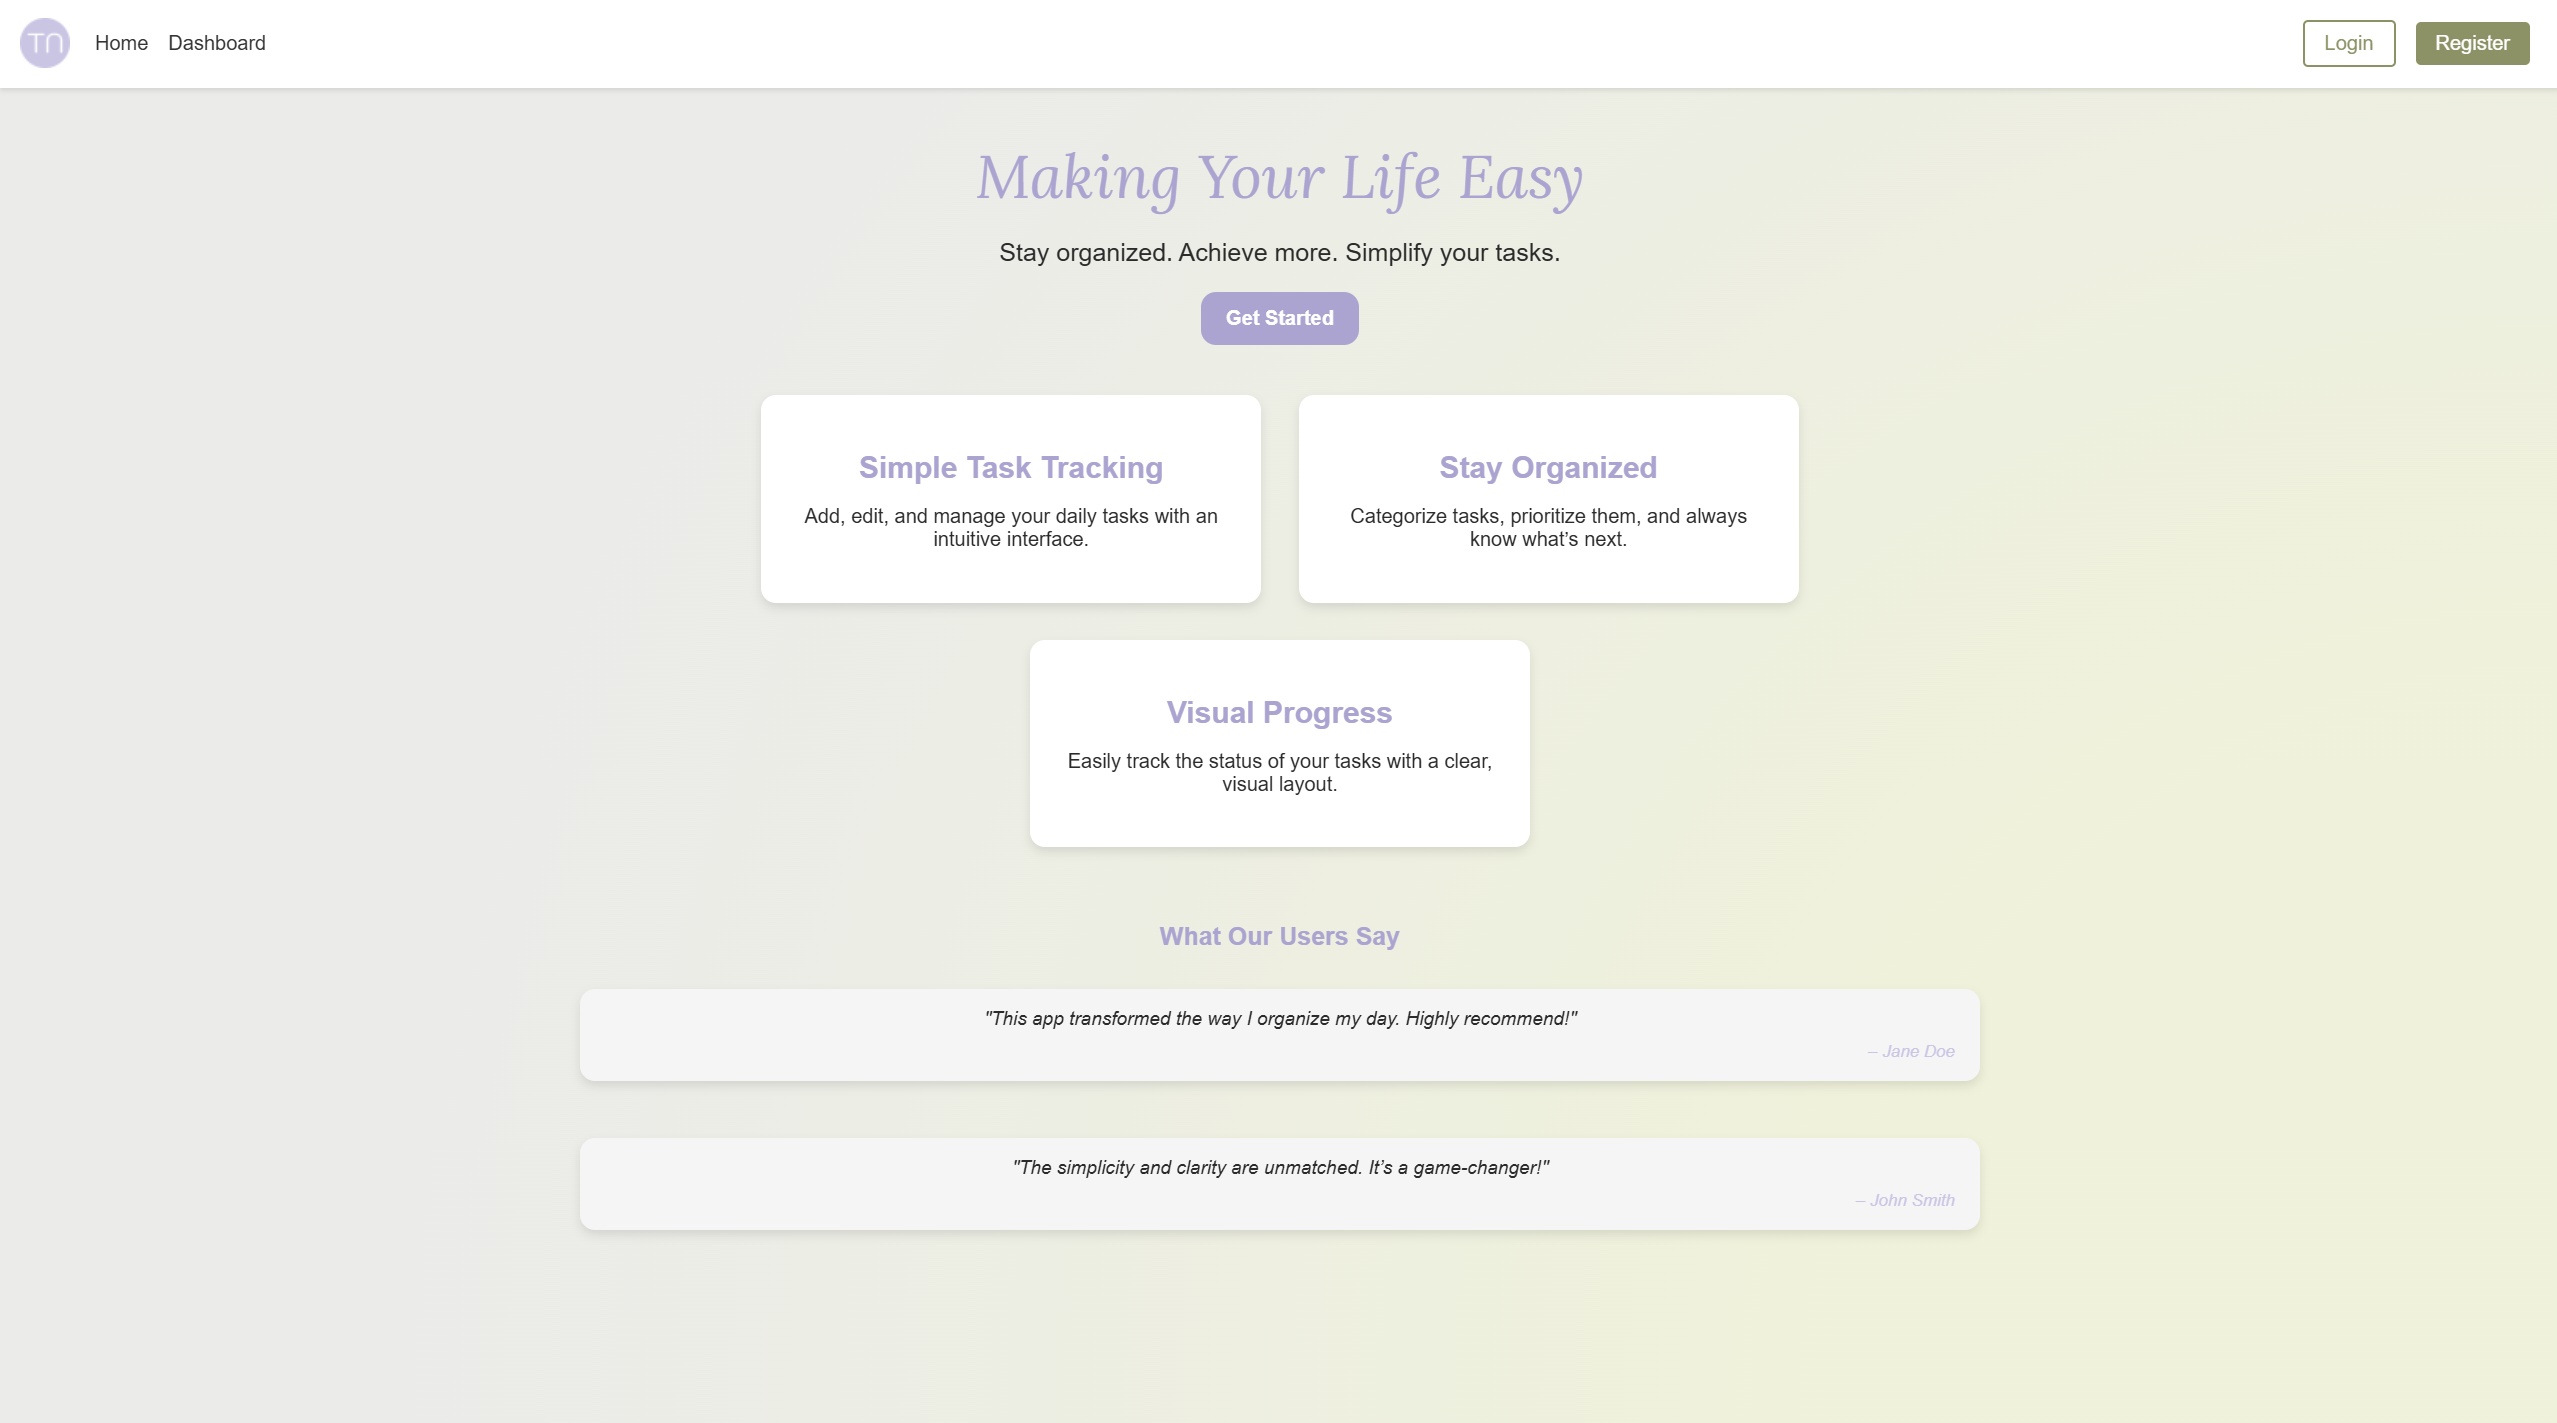 TN
Home Dashboard Login Register
Making Your Life Easy
Stay organized. Achieve more. Simplify your tasks.
Get Started
Simple Task Tracking
Add, edit, and manage your daily tasks with an
intuitive interface.
Stay Organized
Categorize tasks, prioritize them, and always
know what’s next.
Visual Progress
Easily track the status of your tasks with a clear,
visual layout.
What Our Users Say
"This app transformed the way I organize my day. Highly recommend!"
– Jane Doe
"The simplicity and clarity are unmatched. It’s a game-changer!"
– John Smith